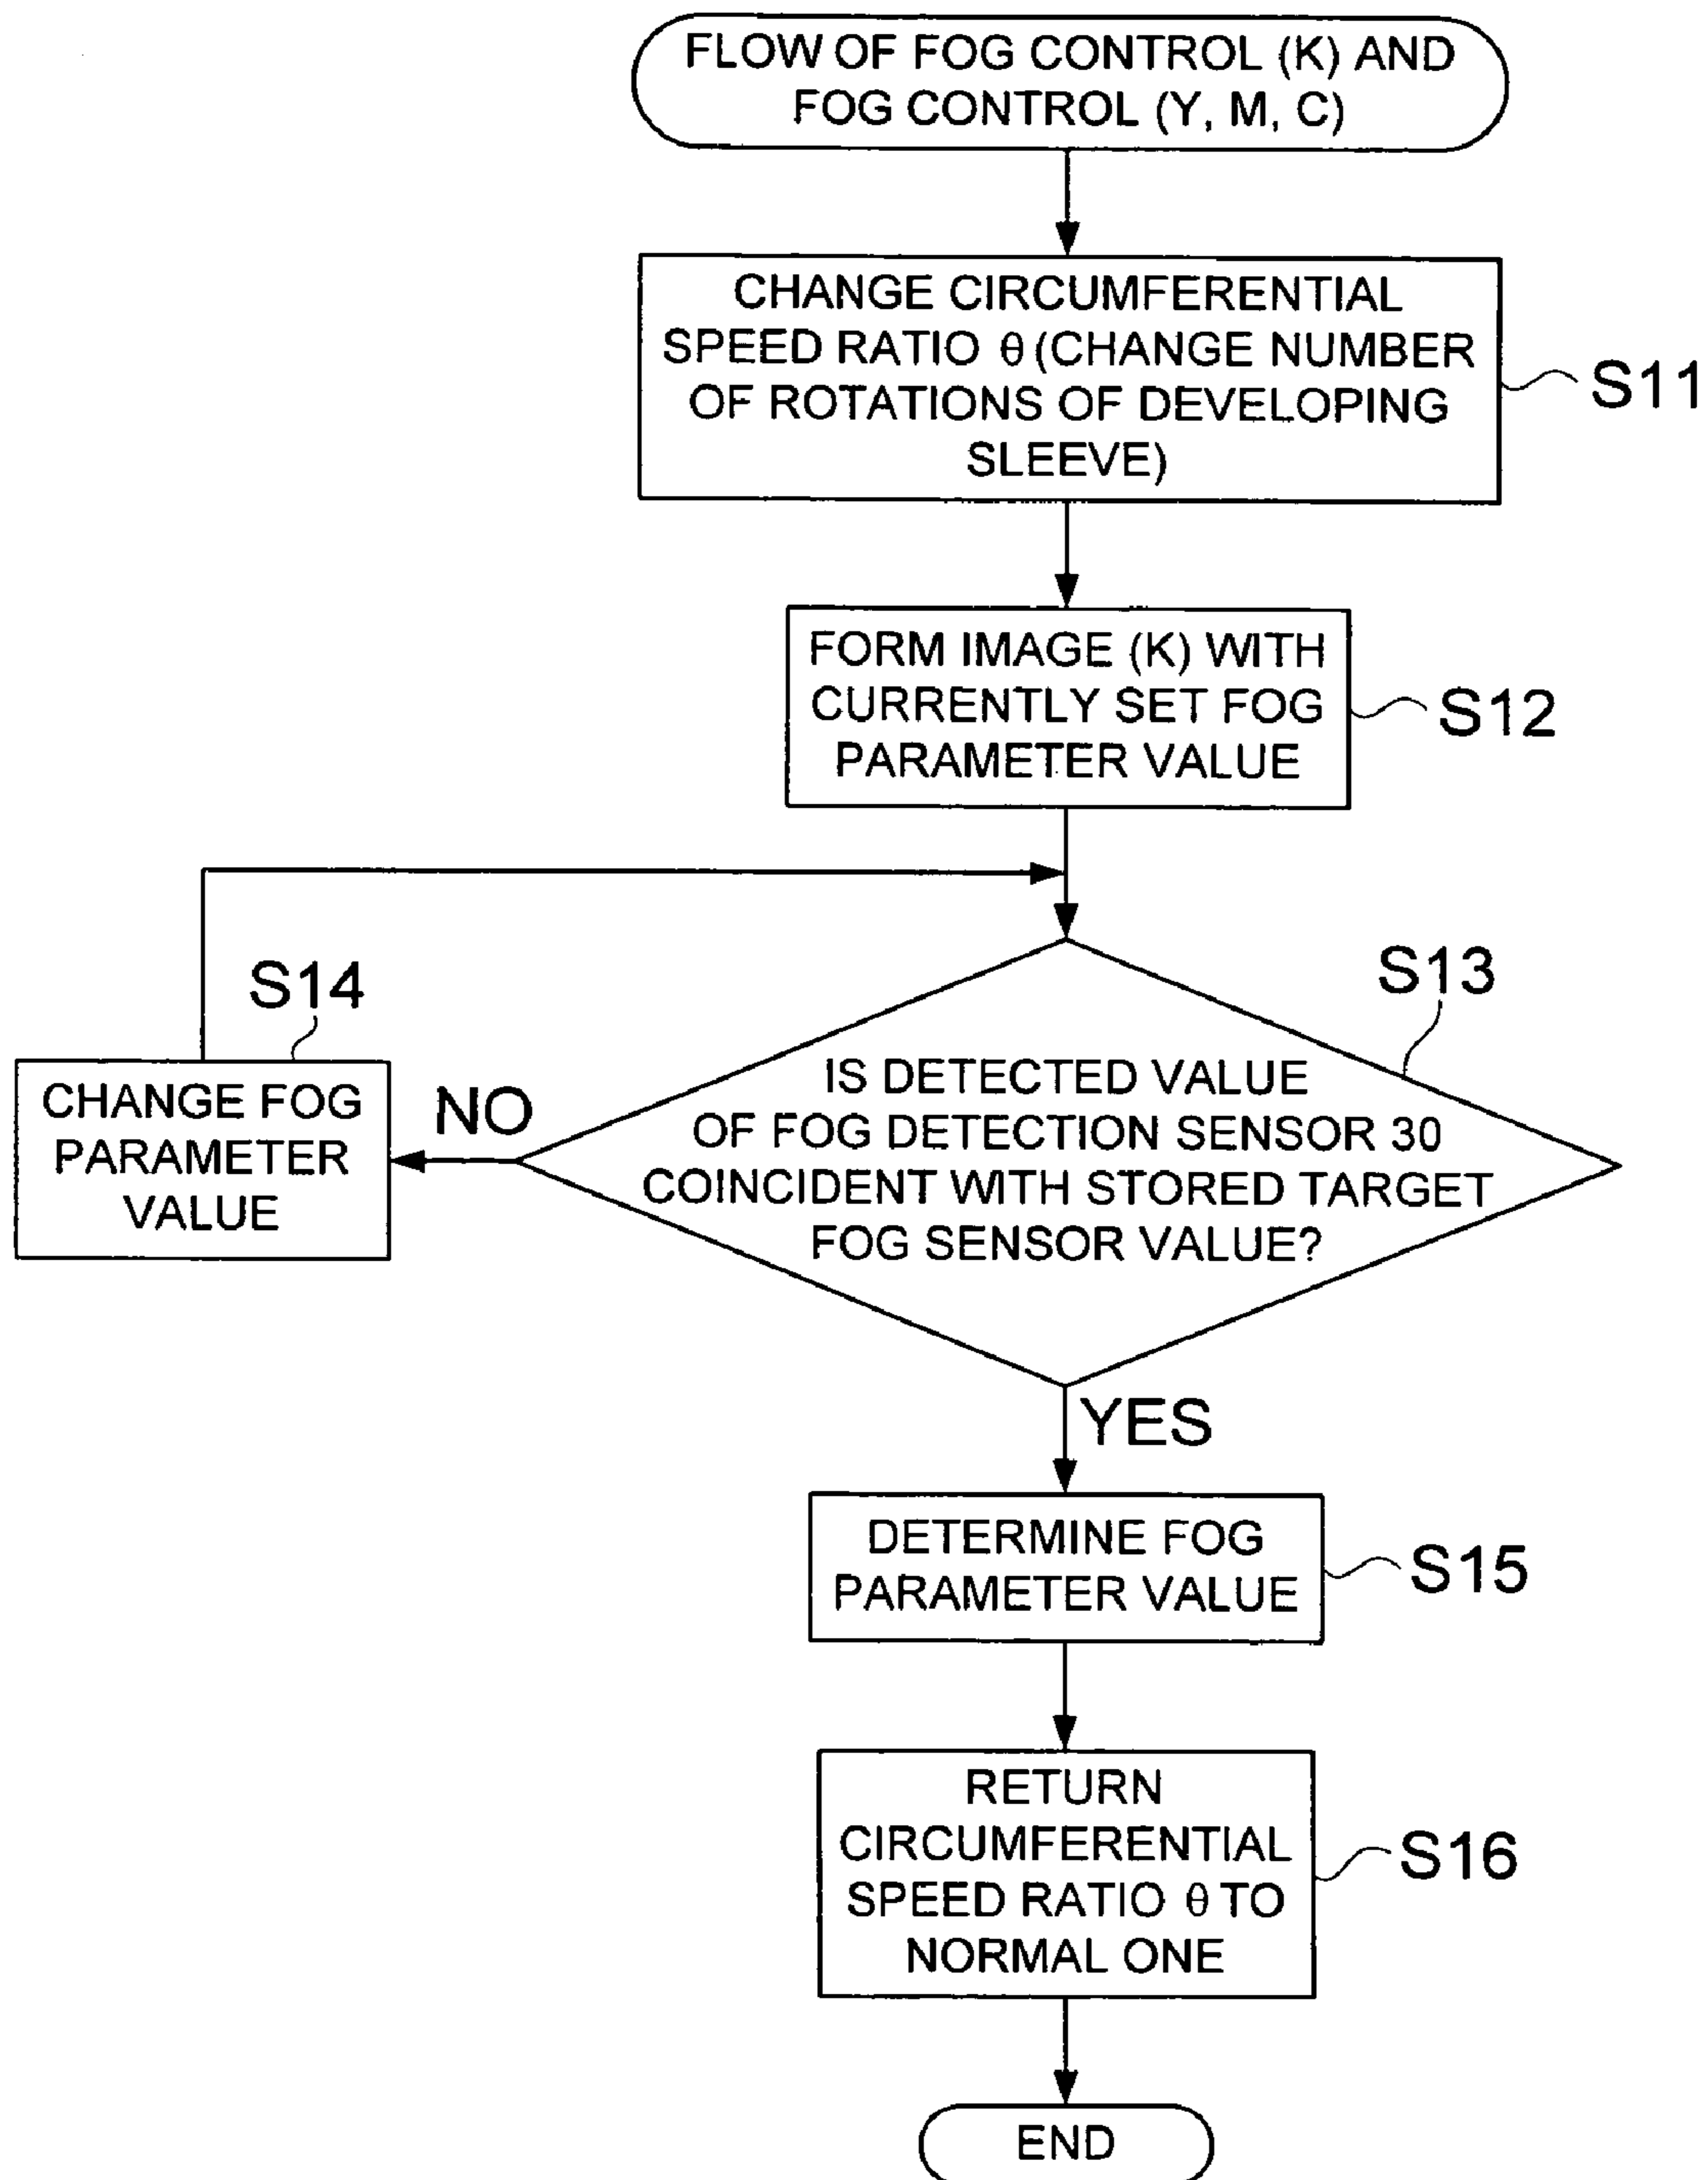 FLOW OF FOG CONTROL (K) AND
FOG CONTROL (Y, M, C)
CHANGE CIRCUMFERENTIAL
SPEED RATIO θ (CHANGE NUMBER
OF ROTATIONS OF DEVELOPING
SLEEVE)
S11
FORM IMAGE (K) WITH
CURRENTLY SET FOG
PARAMETER VALUE
S12
S13
IS DETECTED VALUE
OF FOG DETECTION SENSOR 30
COINCIDENT WITH STORED TARGET
FOG SENSOR VALUE?
NO
S14
CHANGE FOG
PARAMETER
VALUE
YES
DETERMINE FOG
PARAMETER VALUE
S15
RETURN
CIRCUMFERENTIAL
SPEED RATIO θ TO
NORMAL ONE
S16
END